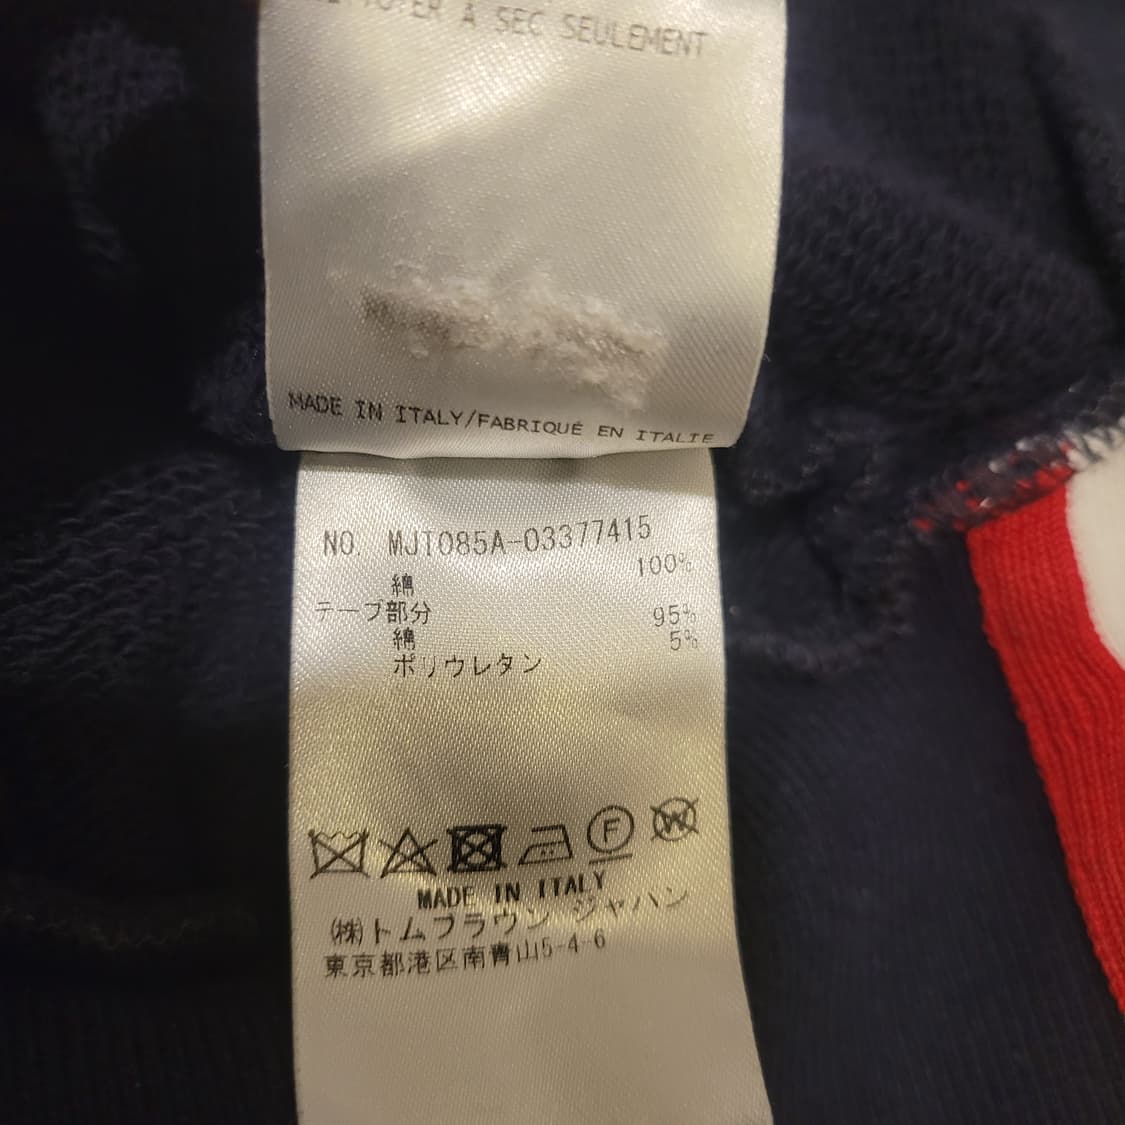 À SEC SEULEMENT
MADE IN ITALY/FABRIQUÉ EN ITALIE
NO. MJT085A-03377415
綿 100%
テープ部分
綿 95%
ポリウレタン 5%
F
W
MADE IN ITALY
(株)トムブラウン ジャパン
東京都港区南青山5-4-6